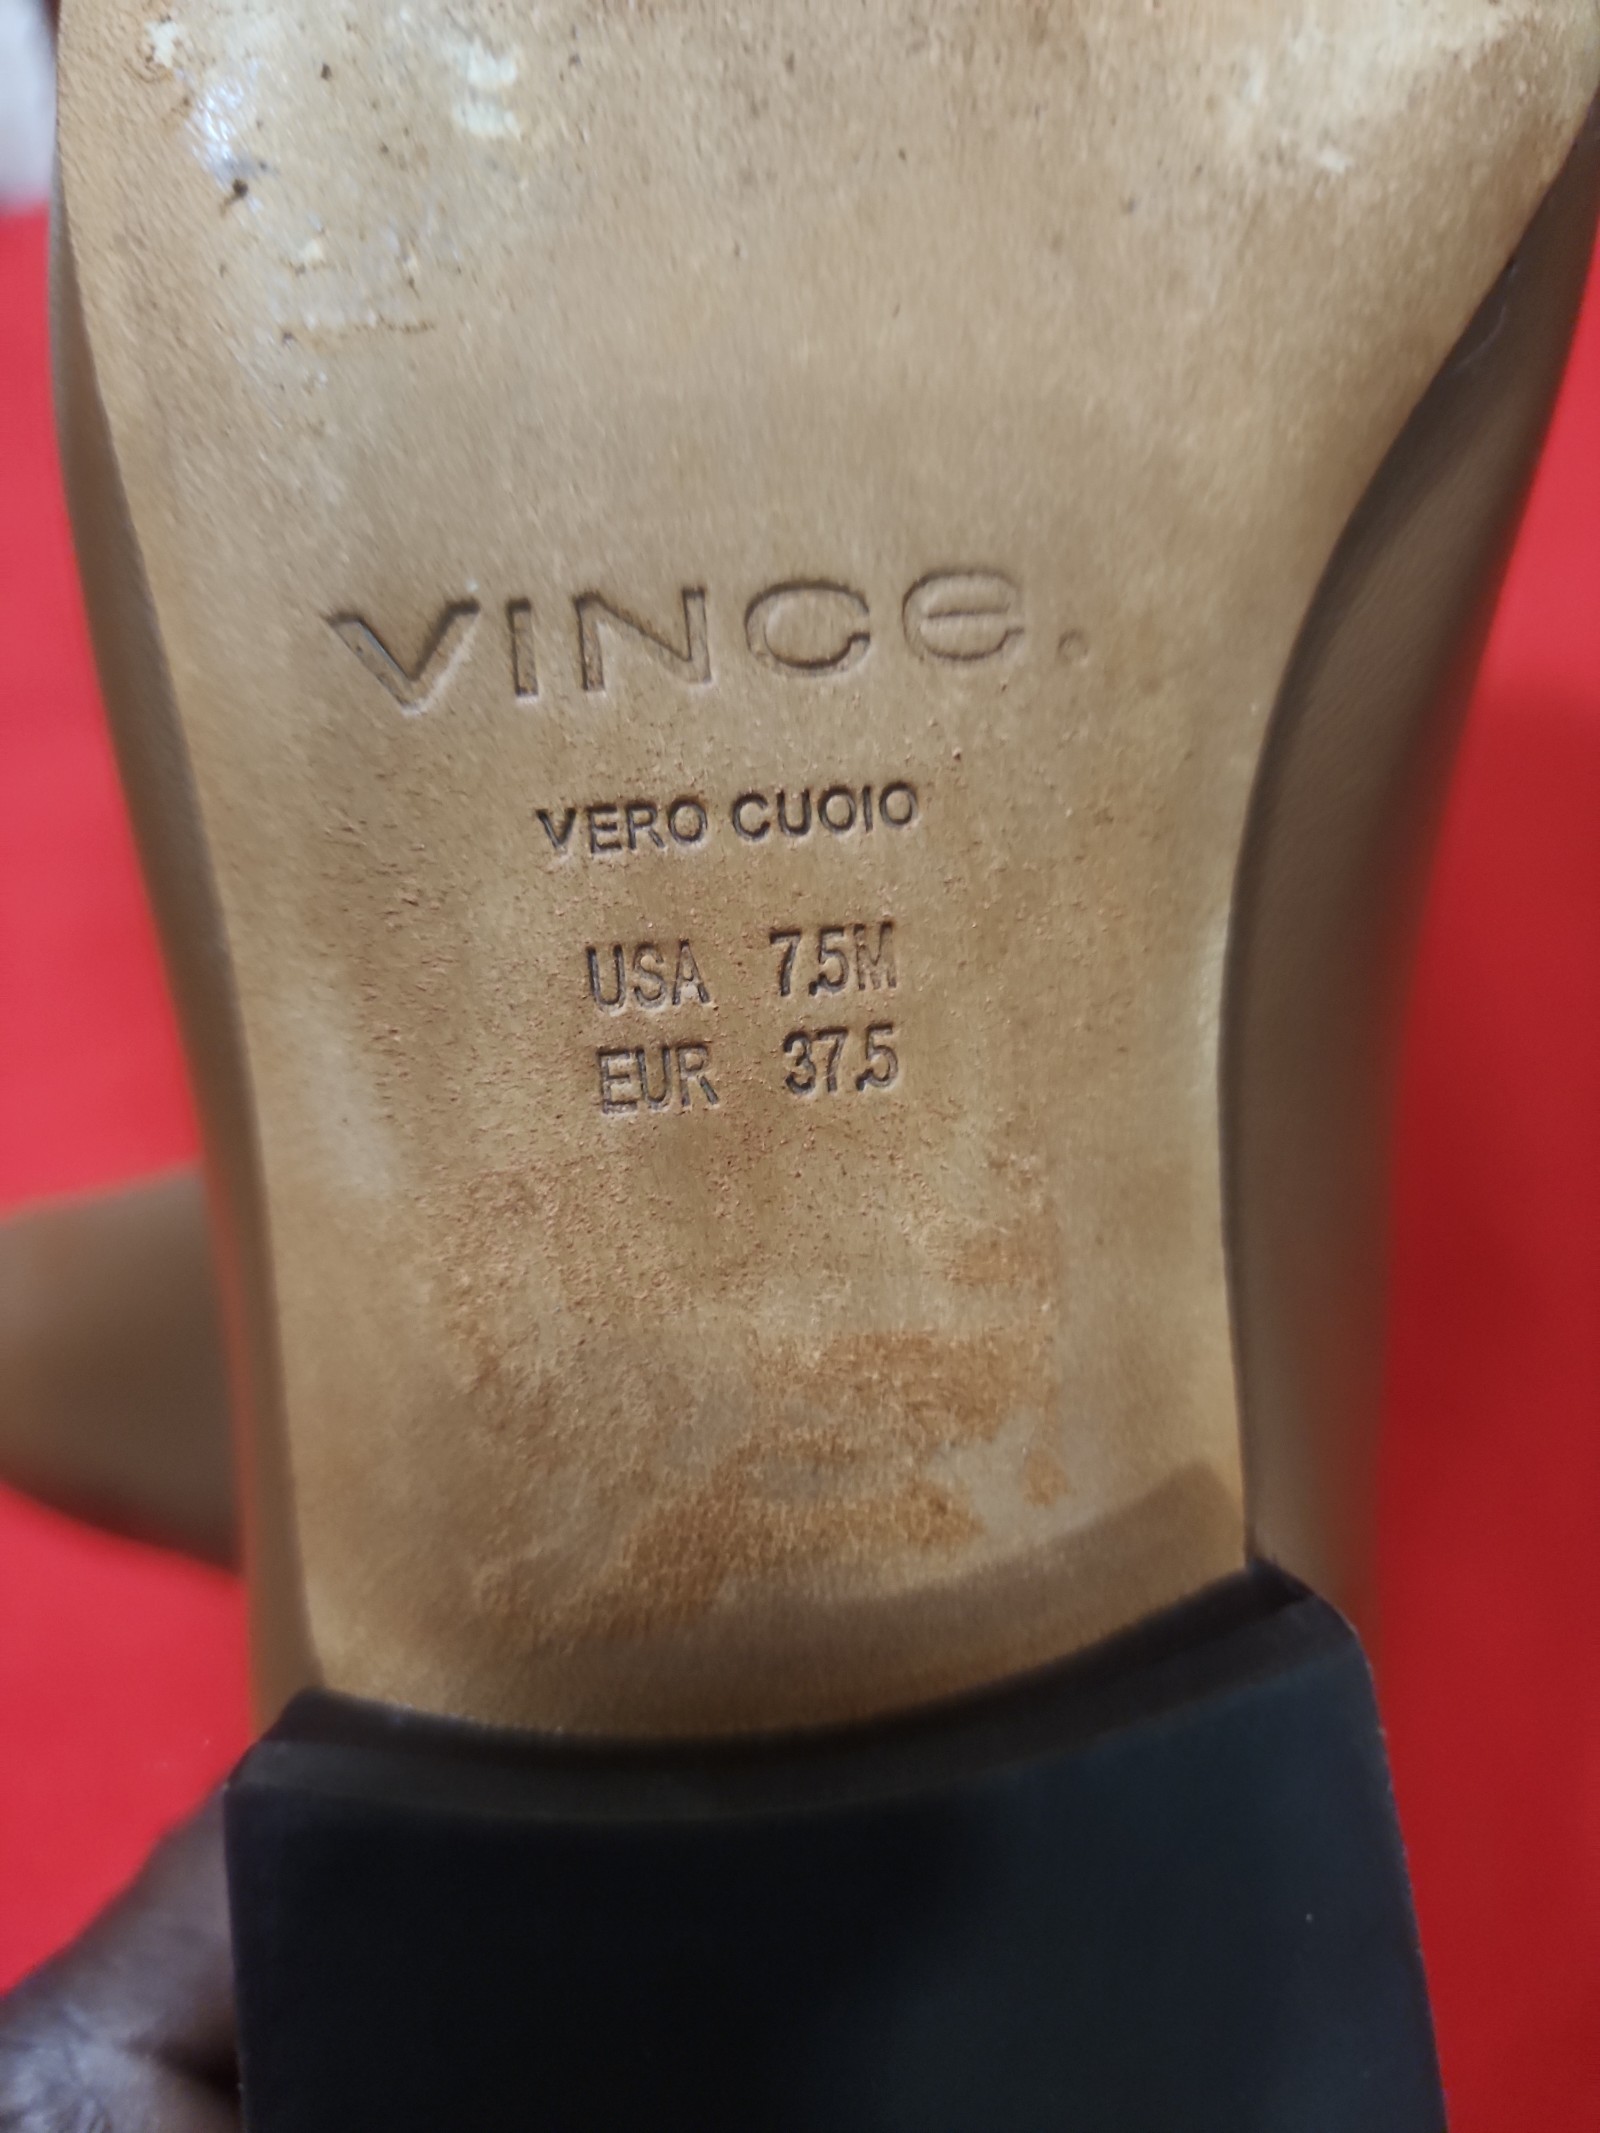 VINCE.
VERO CUOIO
USA 7.5M
EUR 37.5